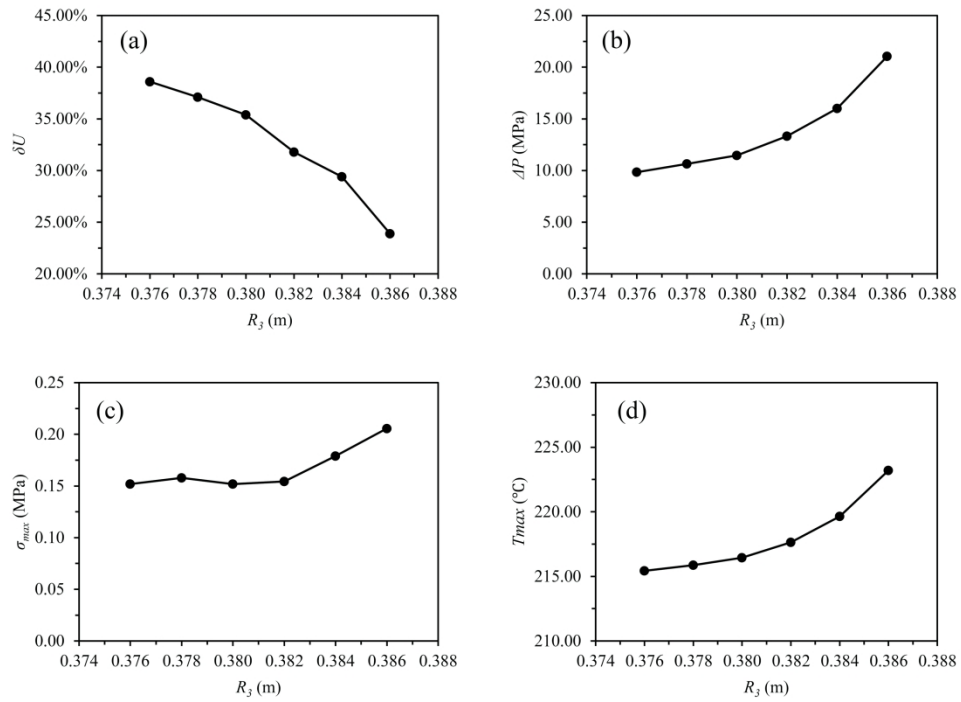 (a)
45.00%
40.00%
35.00%
30.00%
25.00%
20.00%
δU
0.374 0.376 0.378 0.380 0.382 0.384 0.386 0.388
R3 (m)
(b)
25.00
20.00
15.00
10.00
5.00
0.00
ΔP (MPa)
0.374 0.376 0.378 0.380 0.382 0.384 0.386 0.388
R3 (m)
(c)
0.25
0.20
0.15
0.10
0.05
0.00
σmax (MPa)
0.374 0.376 0.378 0.380 0.382 0.384 0.386 0.388
R3 (m)
(d)
230.00
225.00
220.00
215.00
210.00
Tmax (℃)
0.374 0.376 0.378 0.380 0.382 0.384 0.386 0.388
R3 (m)